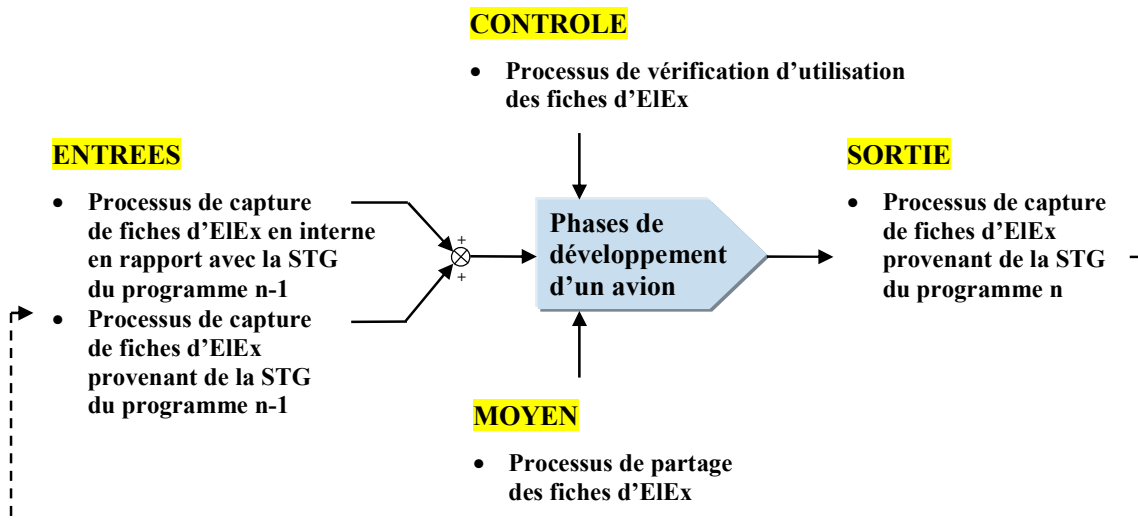 CONTROLE
• Processus de vérification d’utilisation
des fiches d’ElEx
ENTREES
• Processus de capture
de fiches d’ElEx en interne
en rapport avec la STG
du programme n-1
• Processus de capture
de fiches d’ElEx
provenant de la STG
du programme n-1
+
+
Phases de
développement
d’un avion
SORTIE
• Processus de capture
de fiches d’ElEx
provenant de la STG
du programme n
MOYEN
• Processus de partage
des fiches d’ElEx